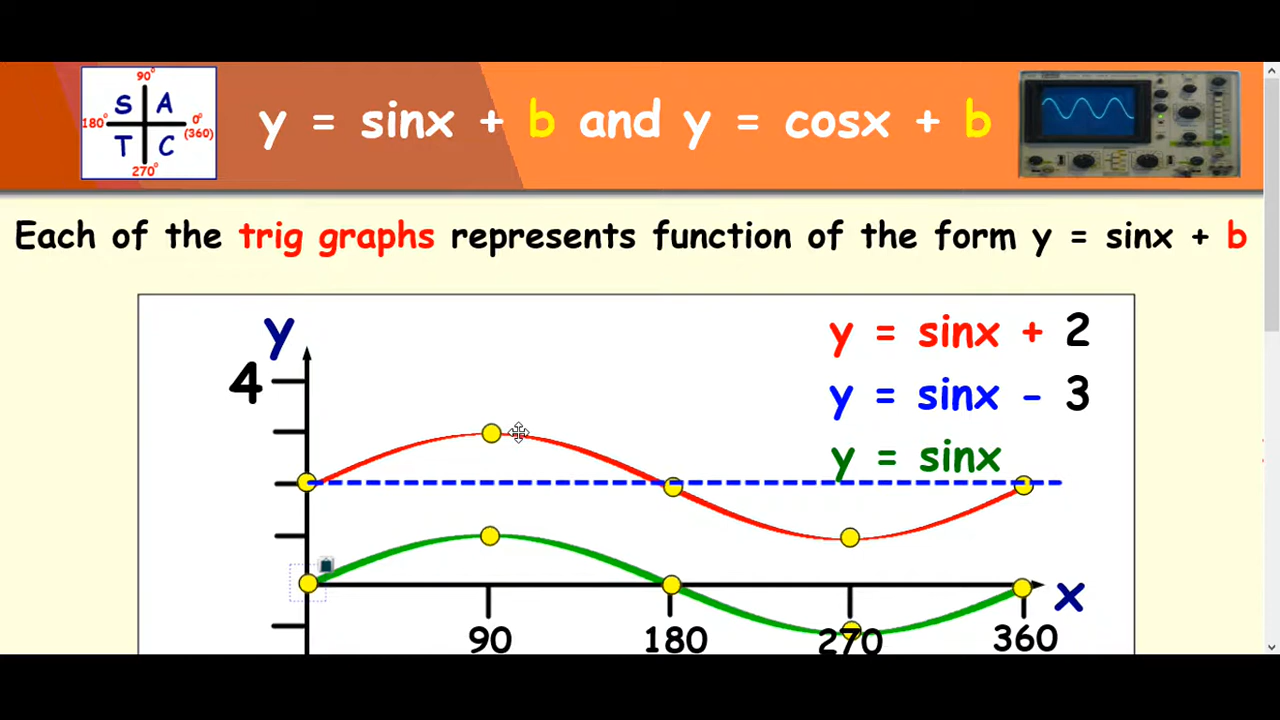 90°
S A
180° 0°
(360)
T C
270°
y = sinx + b and y = cosx + b
Each of the trig graphs represents function of the form y = sinx + b
y
4
y = sinx + 2
y = sinx - 3
y = sinx
x
90 180 270 360